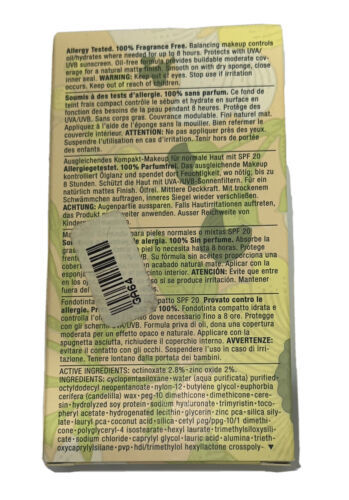 Allergy Tested. 100% Fragrance Free. Balancing makeup controls
oil/hydrates where needed for up to 8 hours. Protects with UVA/
UVB sunscreen. Oil-free formula provides buildable moderate cov-
erage for a natural matte finish. Smooth on with dry sponge, close
inner seal. WARNING: Keep out of eyes. Stop use if irritation
occurs. Keep out of reach of children.
Soumis à des tests d'allergie. 100% sans parfum. Ce fond de
teint frais compact contrôle le sébum et hydrate en surface en
fonction des besoins de la peau pendant 8 heures. Protège des
UVA/UVB. Sans corps gras. Couvrance modulable. Fini naturel mat.
Appliquez à l'aide de l'éponge sans la mouiller. Bien refermer le
couvercle intérieur. ATTENTION: Ne pas appliquer près des yeux.
Suspendre l'utilisation en cas d'irritation. Tenir hors de portée
des enfants.
Ausgleichendes Kompakt-Makeup für normale Haut mit SPF 20
Allergiegetestet. 100% Parfumfrei. Das ausgleichende Makeup
kontrolliert Ölglanz und spendet dort Feuchtigkeit, wo nötig, bis zu
8 Stunden. Schützt die Haut mit UVA-UVB-Sonnenfiltern. Für ein
natürlich mattes Finish. Ölfrei. Mittlere Deckkraft. Mit trockenem
Schwämmchen auftragen, inneres Siegel wieder verschließen.
ACHTUNG: Augenpartie aussparen. Falls Hautirritationen auftreten,
das Produkt nicht weiter anwenden. Ausser Reichweite von
Kindern
para pieles normales o mixtas SPF 20
alergia. 100% Sin perfume. Absorbe la
piel lo necesita hasta 8 horas. Protege
UVB. Su fórmula sin aceites proporciona una
acabado natural mate. Aplicar con la
interior. ATENCIÓN: Evite que entre
en los se produce irritación. Mantener
fuera del
Fondotinta patto SPF 20 Provato contro le
allergie. 100%. Fondotinta compatto idrata e
controlla l' dove necessario fino a 8 ore. Protegge
con gli schermi UVA/UVB. Formula priva di oli, dona una copertura
moderata per un effetto opaco e naturale. Applicare con la
spugnetta asciutta, richiudere il coperchio interno. AVVERTENZE:
evitare il contatto con gli occhi. Sospendere l'uso in caso di irri-
tazione. Tenere lontano dalla portata dei bambini.
ACTIVE INGREDIENTS: octinoxate 2.8% • zinc oxide 2%.
INGREDIENTS: cyclopentasiloxane • water (aqua purificata) purified •
octyldodecyl neopentanoate • nylon-12 • butylene glycol • euphorbia
cerifera (candelilla) wax • peg-10 dimethicone • dimethicone • cere-
sin • hydrolyzed soy protein • sodium hyaluronate • trimyristin • toco-
pheryl acetate • hydrogenated lecithin • glycerin • zinc pca • silica sily-
late • lauryl pca • coconut acid • silica • cetyl peg/ppg-10/1 dimethi-
cone • polyglyceryl-4 isostearate • hexyl laurate • trimethylsiloxysili-
cate • sodium chloride • caprylyl glycol • lauric acid • alumina • trieth-
oxycaprylylsilane • pvp • hdi/trimethylol hexyllactone crosspoly- ♥
3464